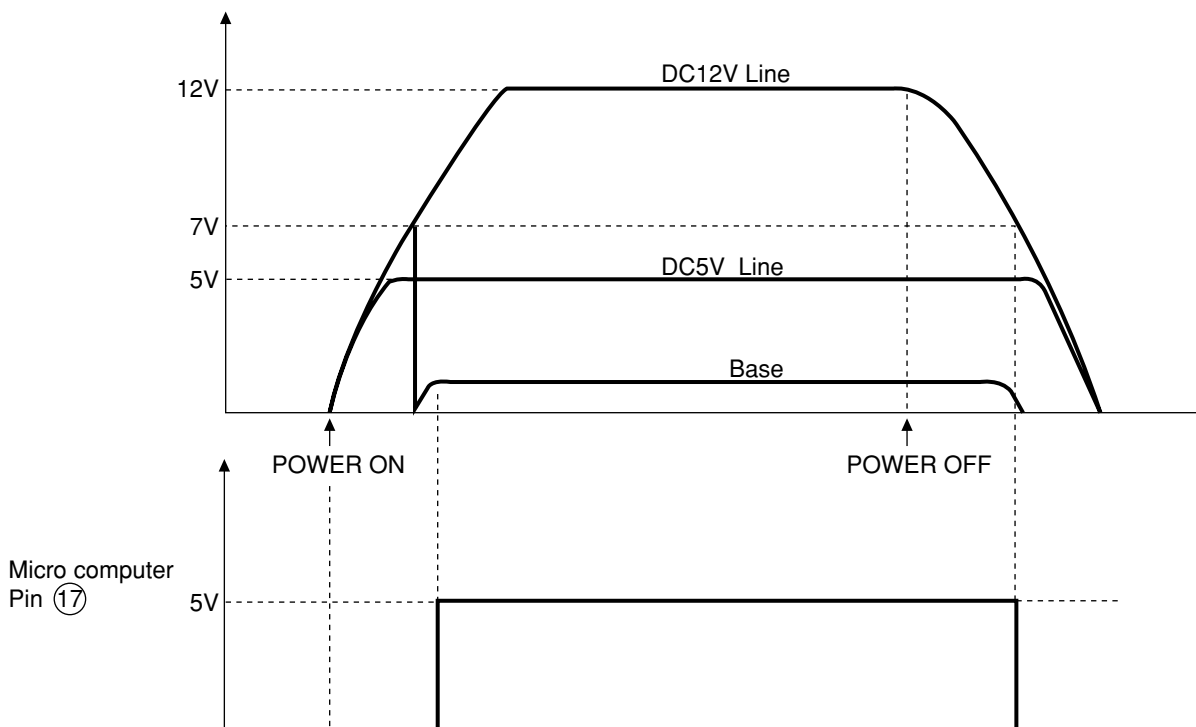 DC12V Line
12V
7V
DC5V Line
5V
Base
POWER ON
POWER OFF
Micro computer
Pin ⑰
5V